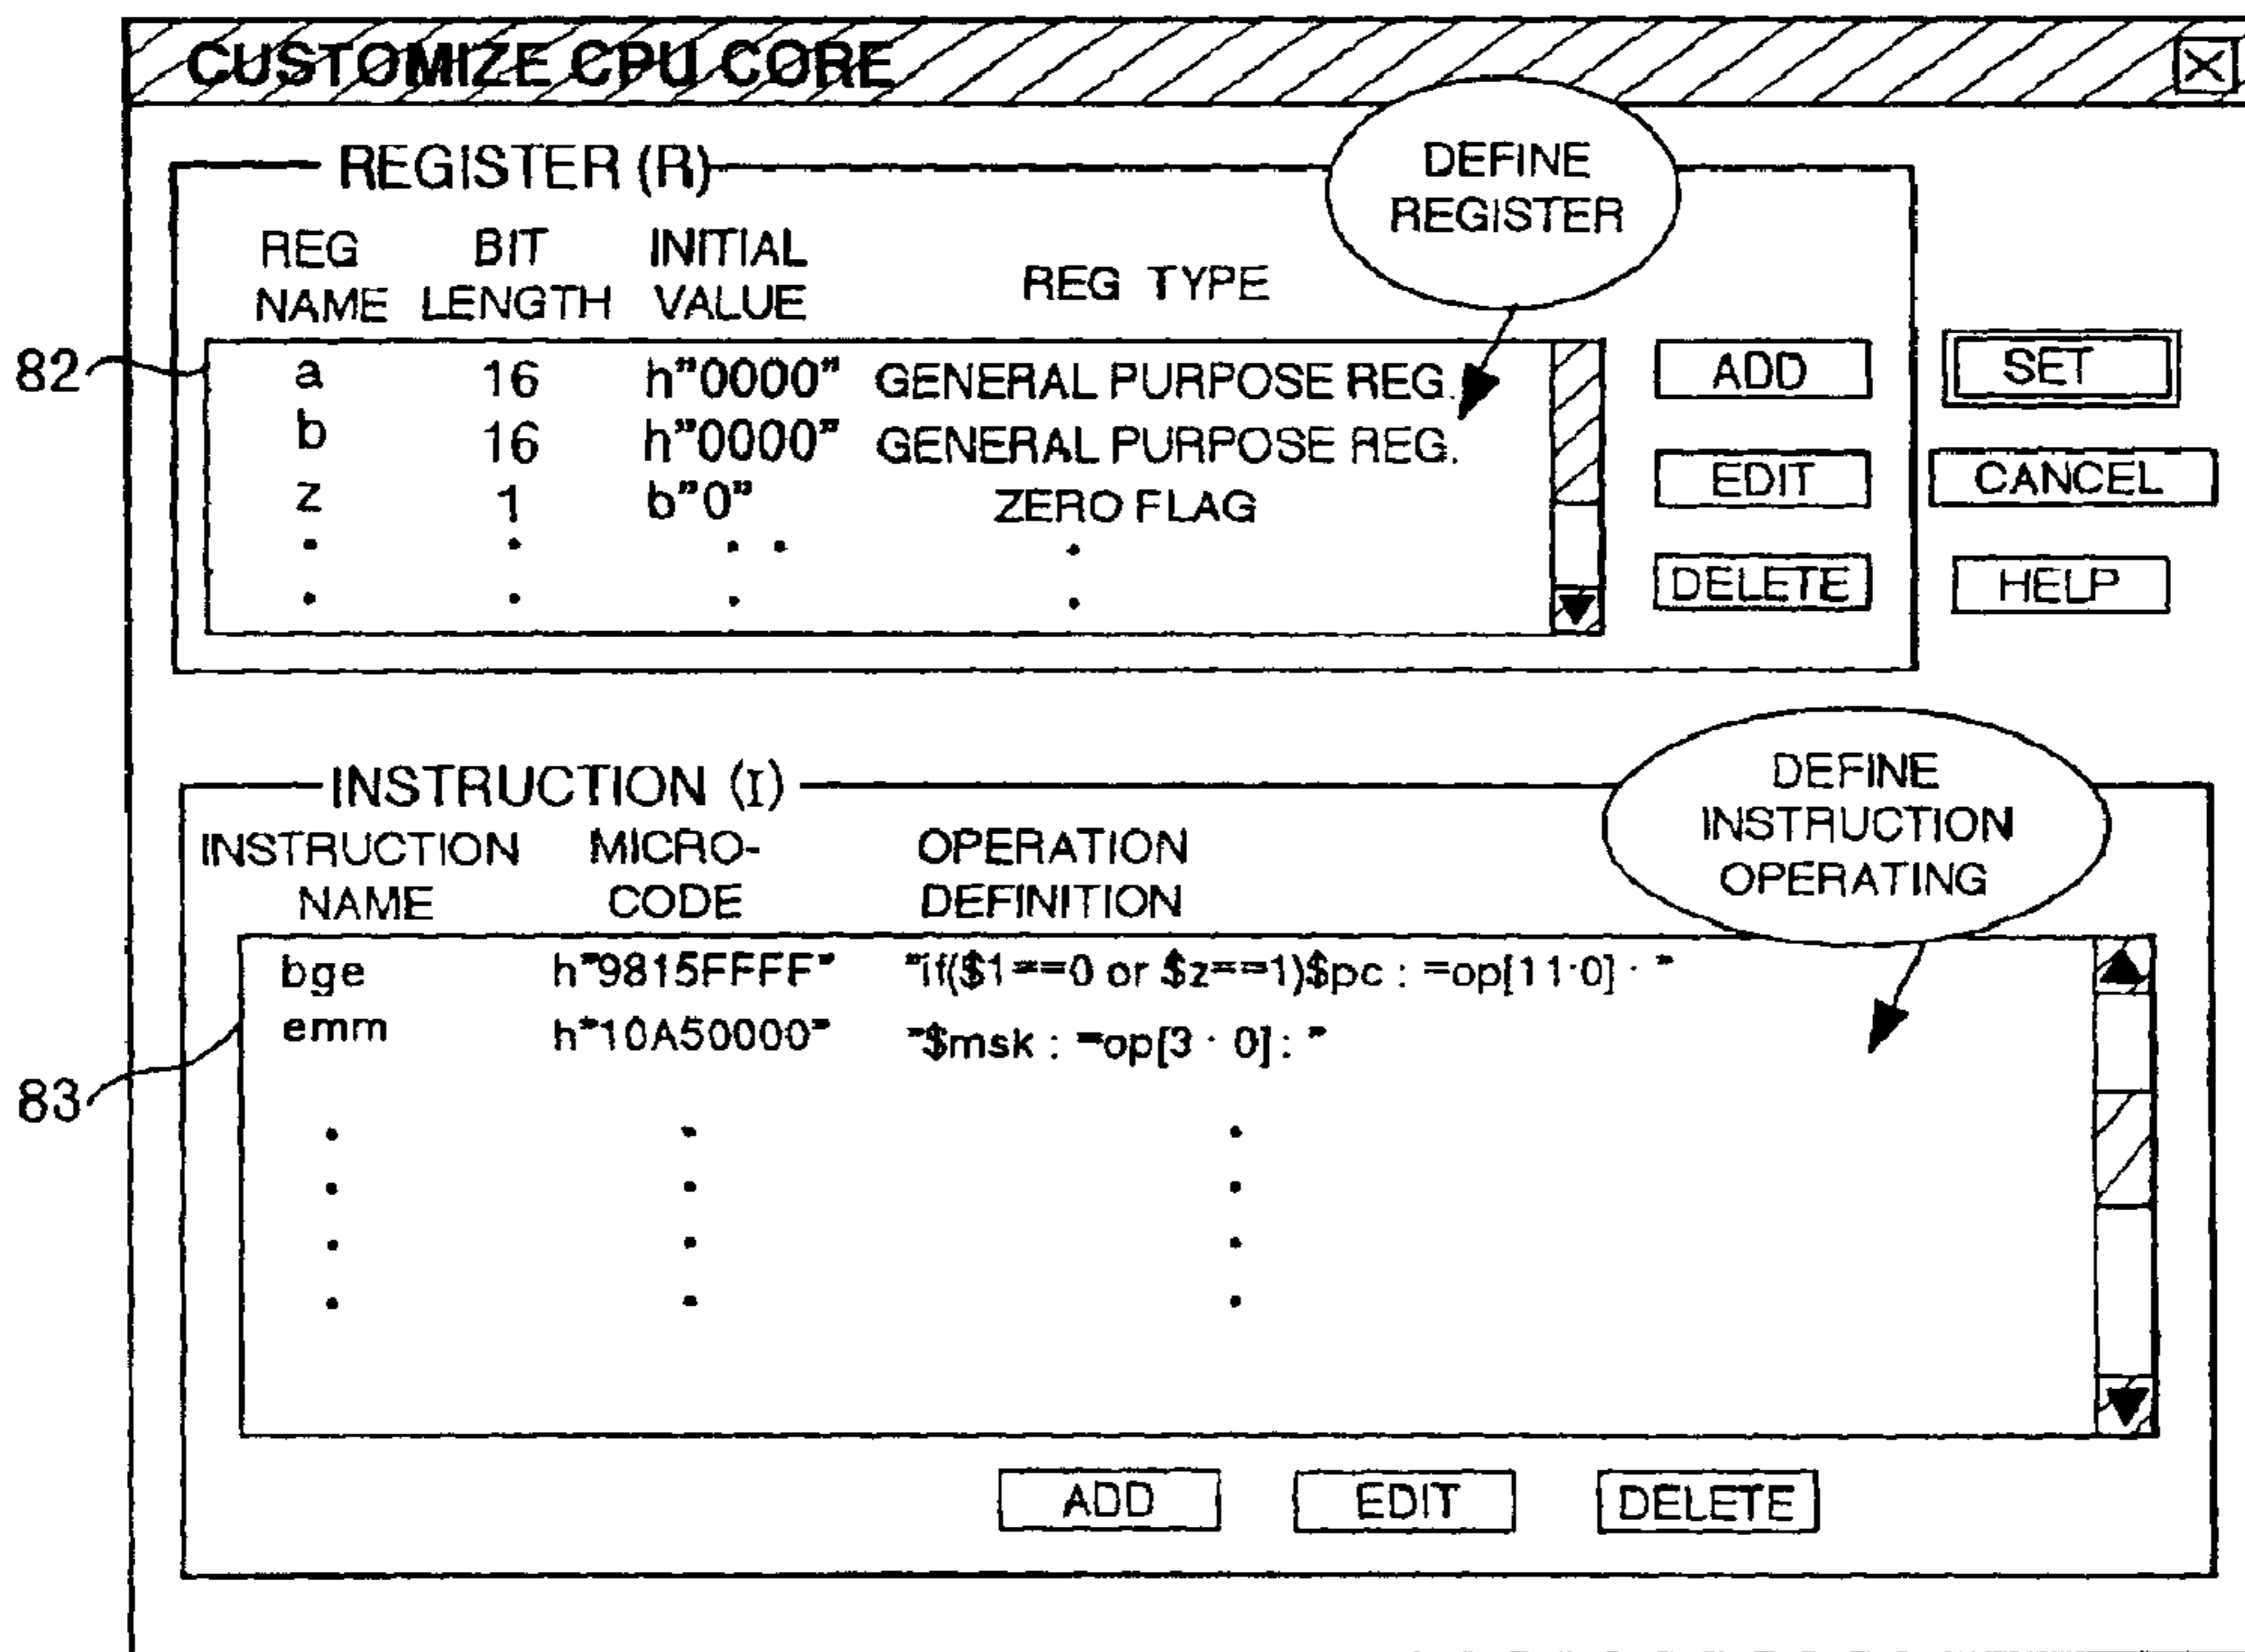 CUSTOMIZE CPU CORE
REGISTER (R)
DEFINE
REGISTER
REG
NAME
BIT
LENGTH
INITIAL
VALUE
REG TYPE
82
a 16 h"0000" GENERAL PURPOSE REG.
b 16 h"0000" GENERAL PURPOSE REG.
z 1 b"0" ZERO FLAG
ADD
EDIT
DELETE
SET
CANCEL
HELP
INSTRUCTION (I)
DEFINE
INSTRUCTION
OPERATING
INSTRUCTION
NAME
MICRO-
CODE
OPERATION
DEFINITION
bge h"9815FFFF" "if($1==0 or $z==1)$pc : =op[11·0] · "
emm h"10A50000" "$msk : =op[3 · 0] : "
83
ADD EDIT DELETE